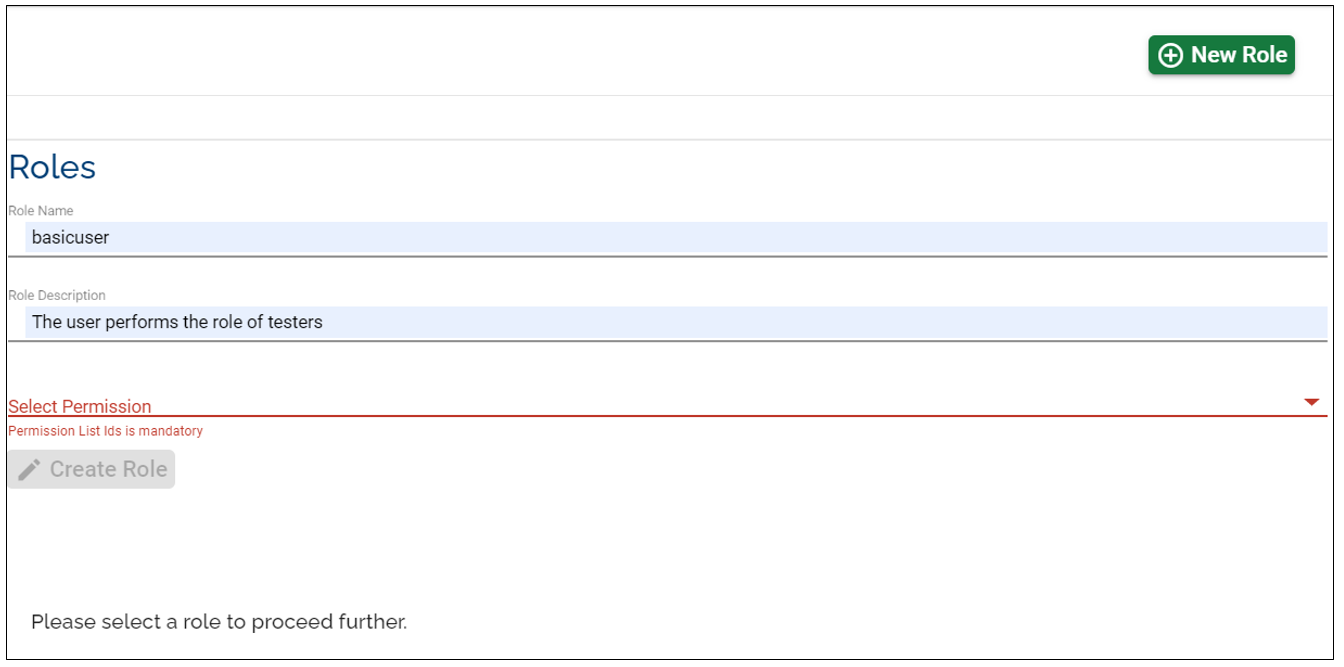 New Role
Roles
Role Name
basicuser
Role Description
The user performs the role of testers
Select Permission
Permission List Ids is mandatory
Create Role
Please select a role to proceed further.